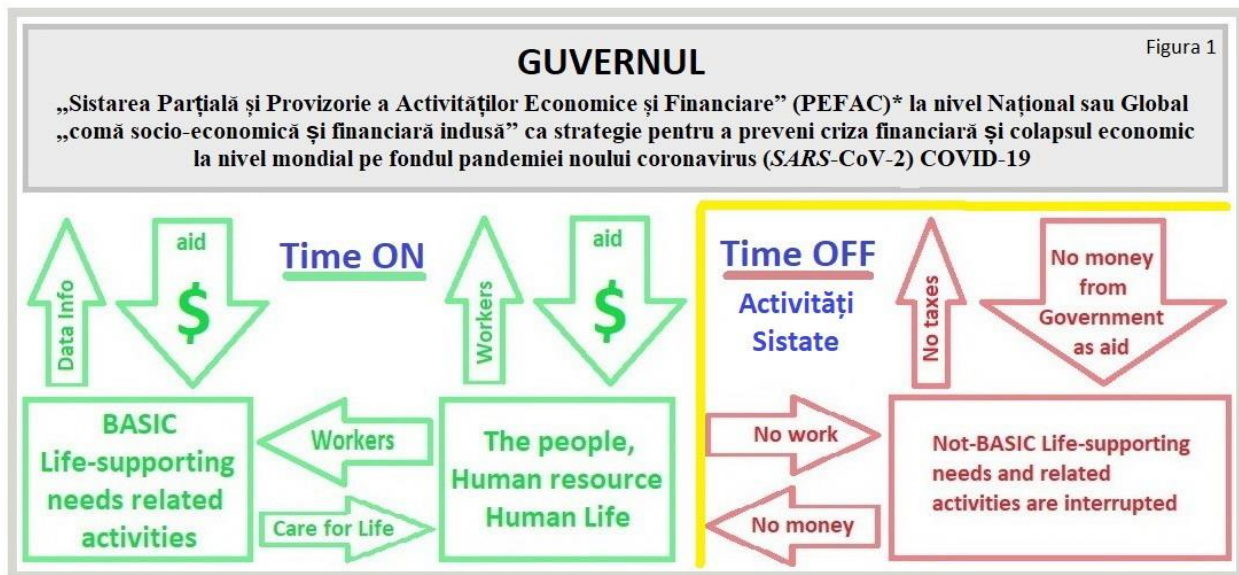 Figura 1
GUVERNUL
„Sistarea Parțială și Provizorie a Activităților Economice și Financiare” (PEFAC)* la nivel Național sau Global
„comă socio-economică și financiară indusă” ca strategie pentru a preveni criza financiară și colapsul economic
la nivel mondial pe fondul pandemiei noului coronavirus (SARS-CoV-2) COVID-19
Data Info
aid
$
Time ON
Workers
aid
$
Time OFF
Activități
Sistate
No taxes
No money
from
Government
as aid
BASIC
Life-supporting
needs related
activities
Workers
Care for Life
The people,
Human resource
Human Life
No work
No money
Not-BASIC Life-supporting
needs and related
activities are interrupted